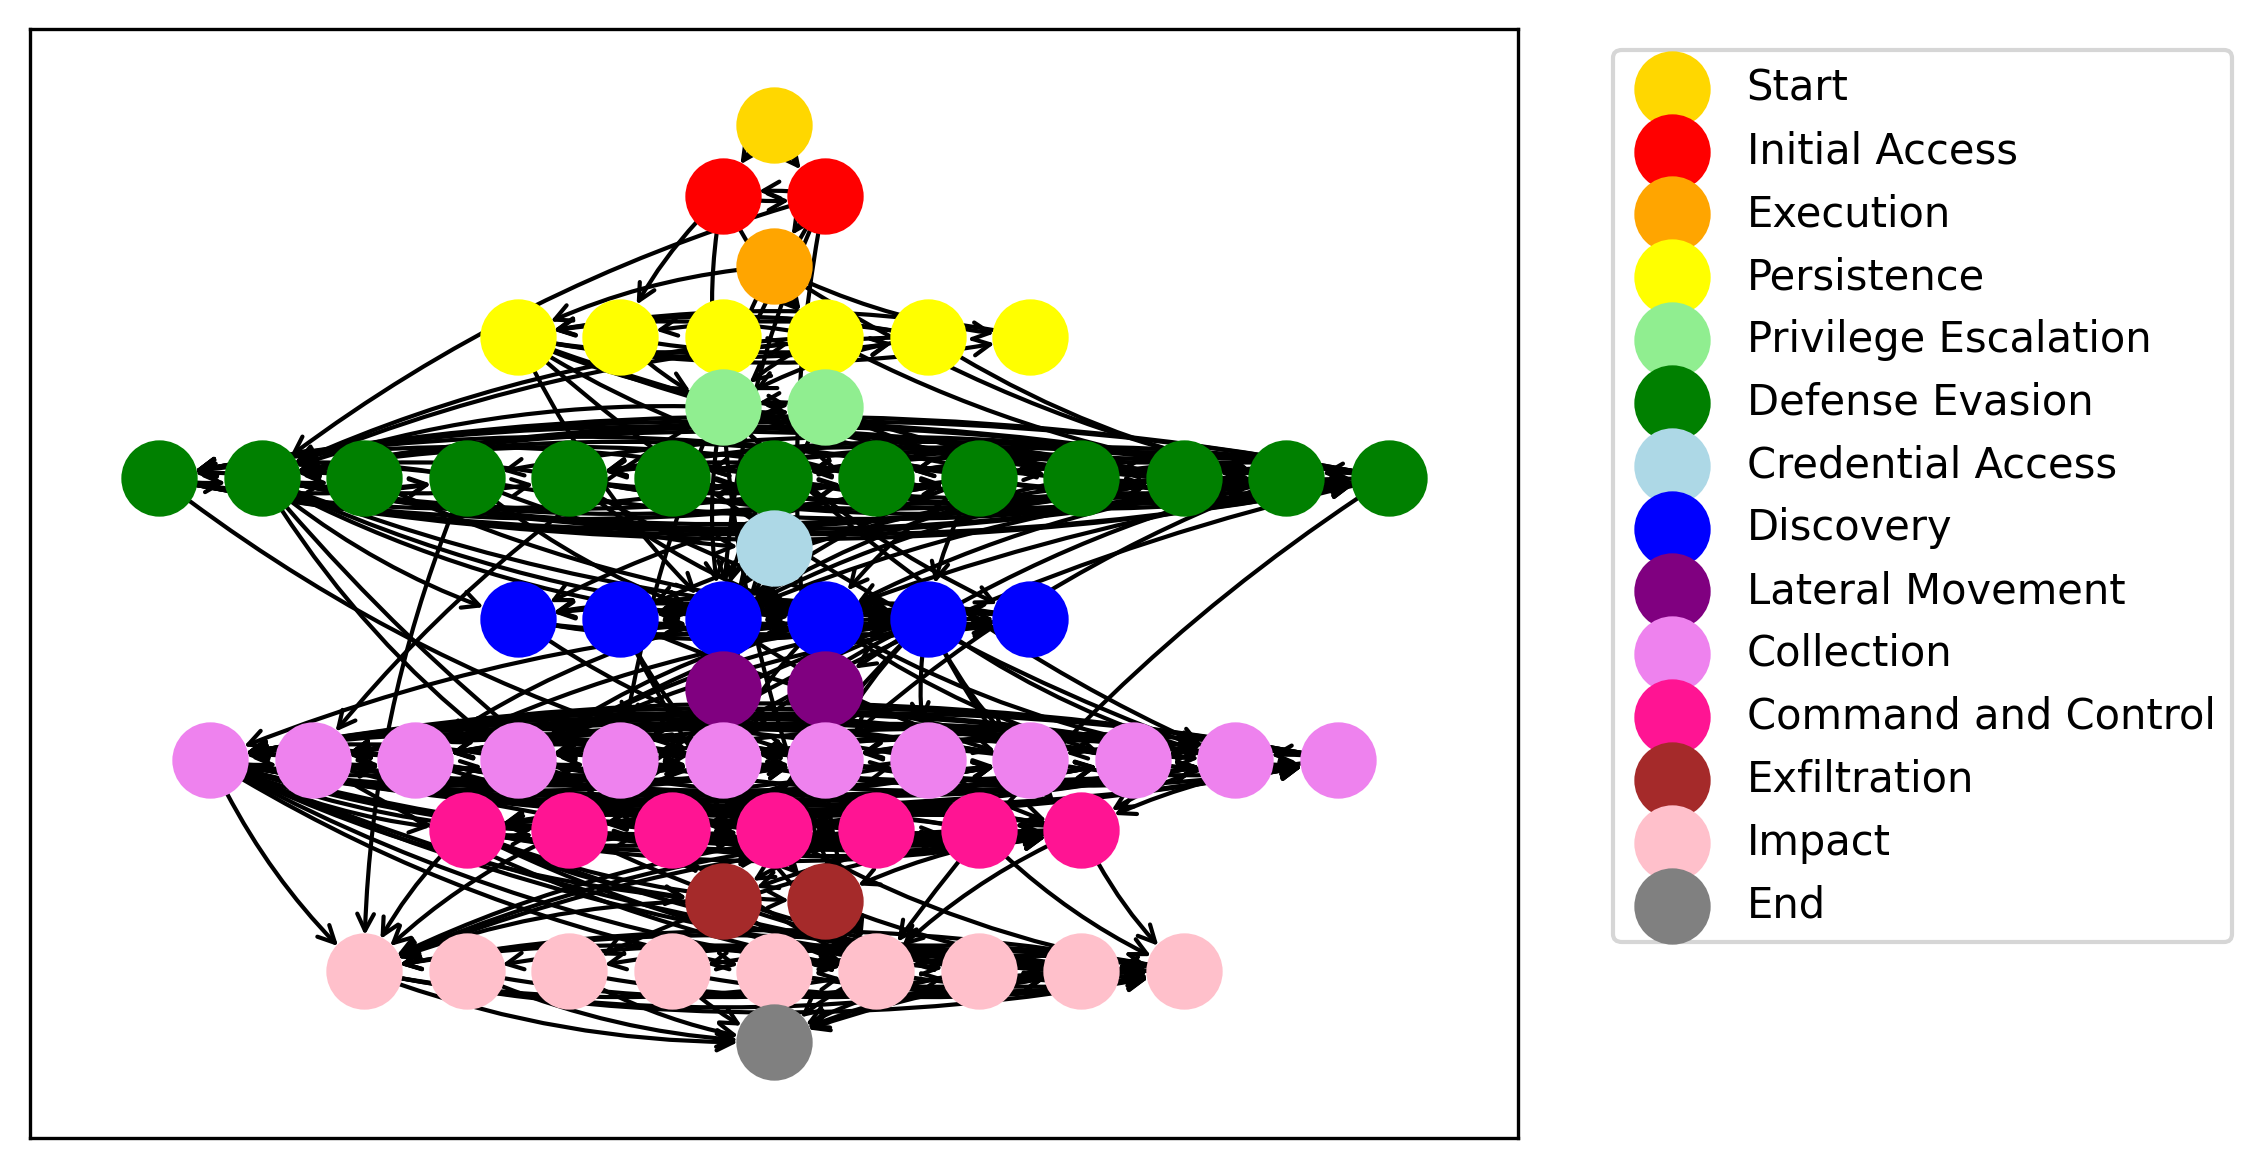 Start
Initial Access
Execution
Persistence
Privilege Escalation
Defense Evasion
Credential Access
Discovery
Lateral Movement
Collection
Command and Control
Exfiltration
Impact
End